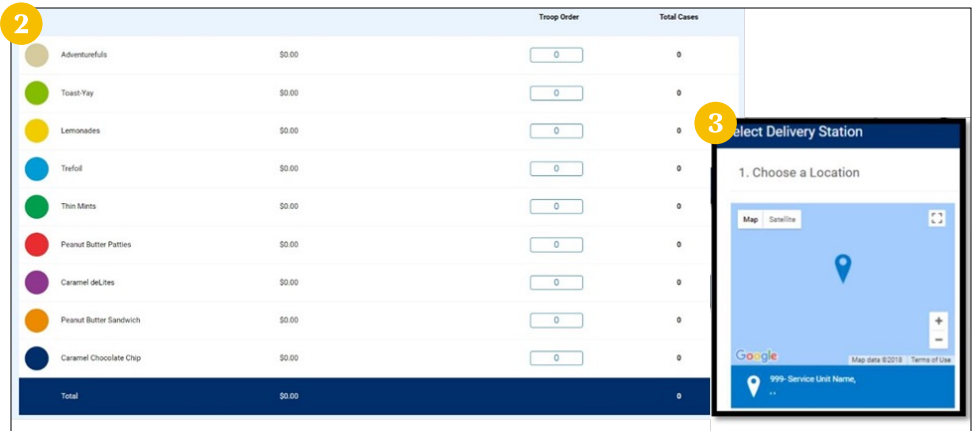 2
Troop Order Total Cases
Adventurefuls $0.00 0 0
Toast-Yay $0.00 0 0
Lemonades $0.00 0 0
Trefoil $0.00 0 0
Thin Mints $0.00 0 0
Peanut Butter Patties $0.00 0 0
Caramel deLites $0.00 0 0
Peanut Butter Sandwich $0.00 0 0
Caramel Chocolate Chip $0.00 0 0
Total $0.00 0
3
elect Delivery Station
1. Choose a Location
Map Satellite
+
−
Google Map data ©2018 Terms of Use
999- Service Unit Name,
, ,